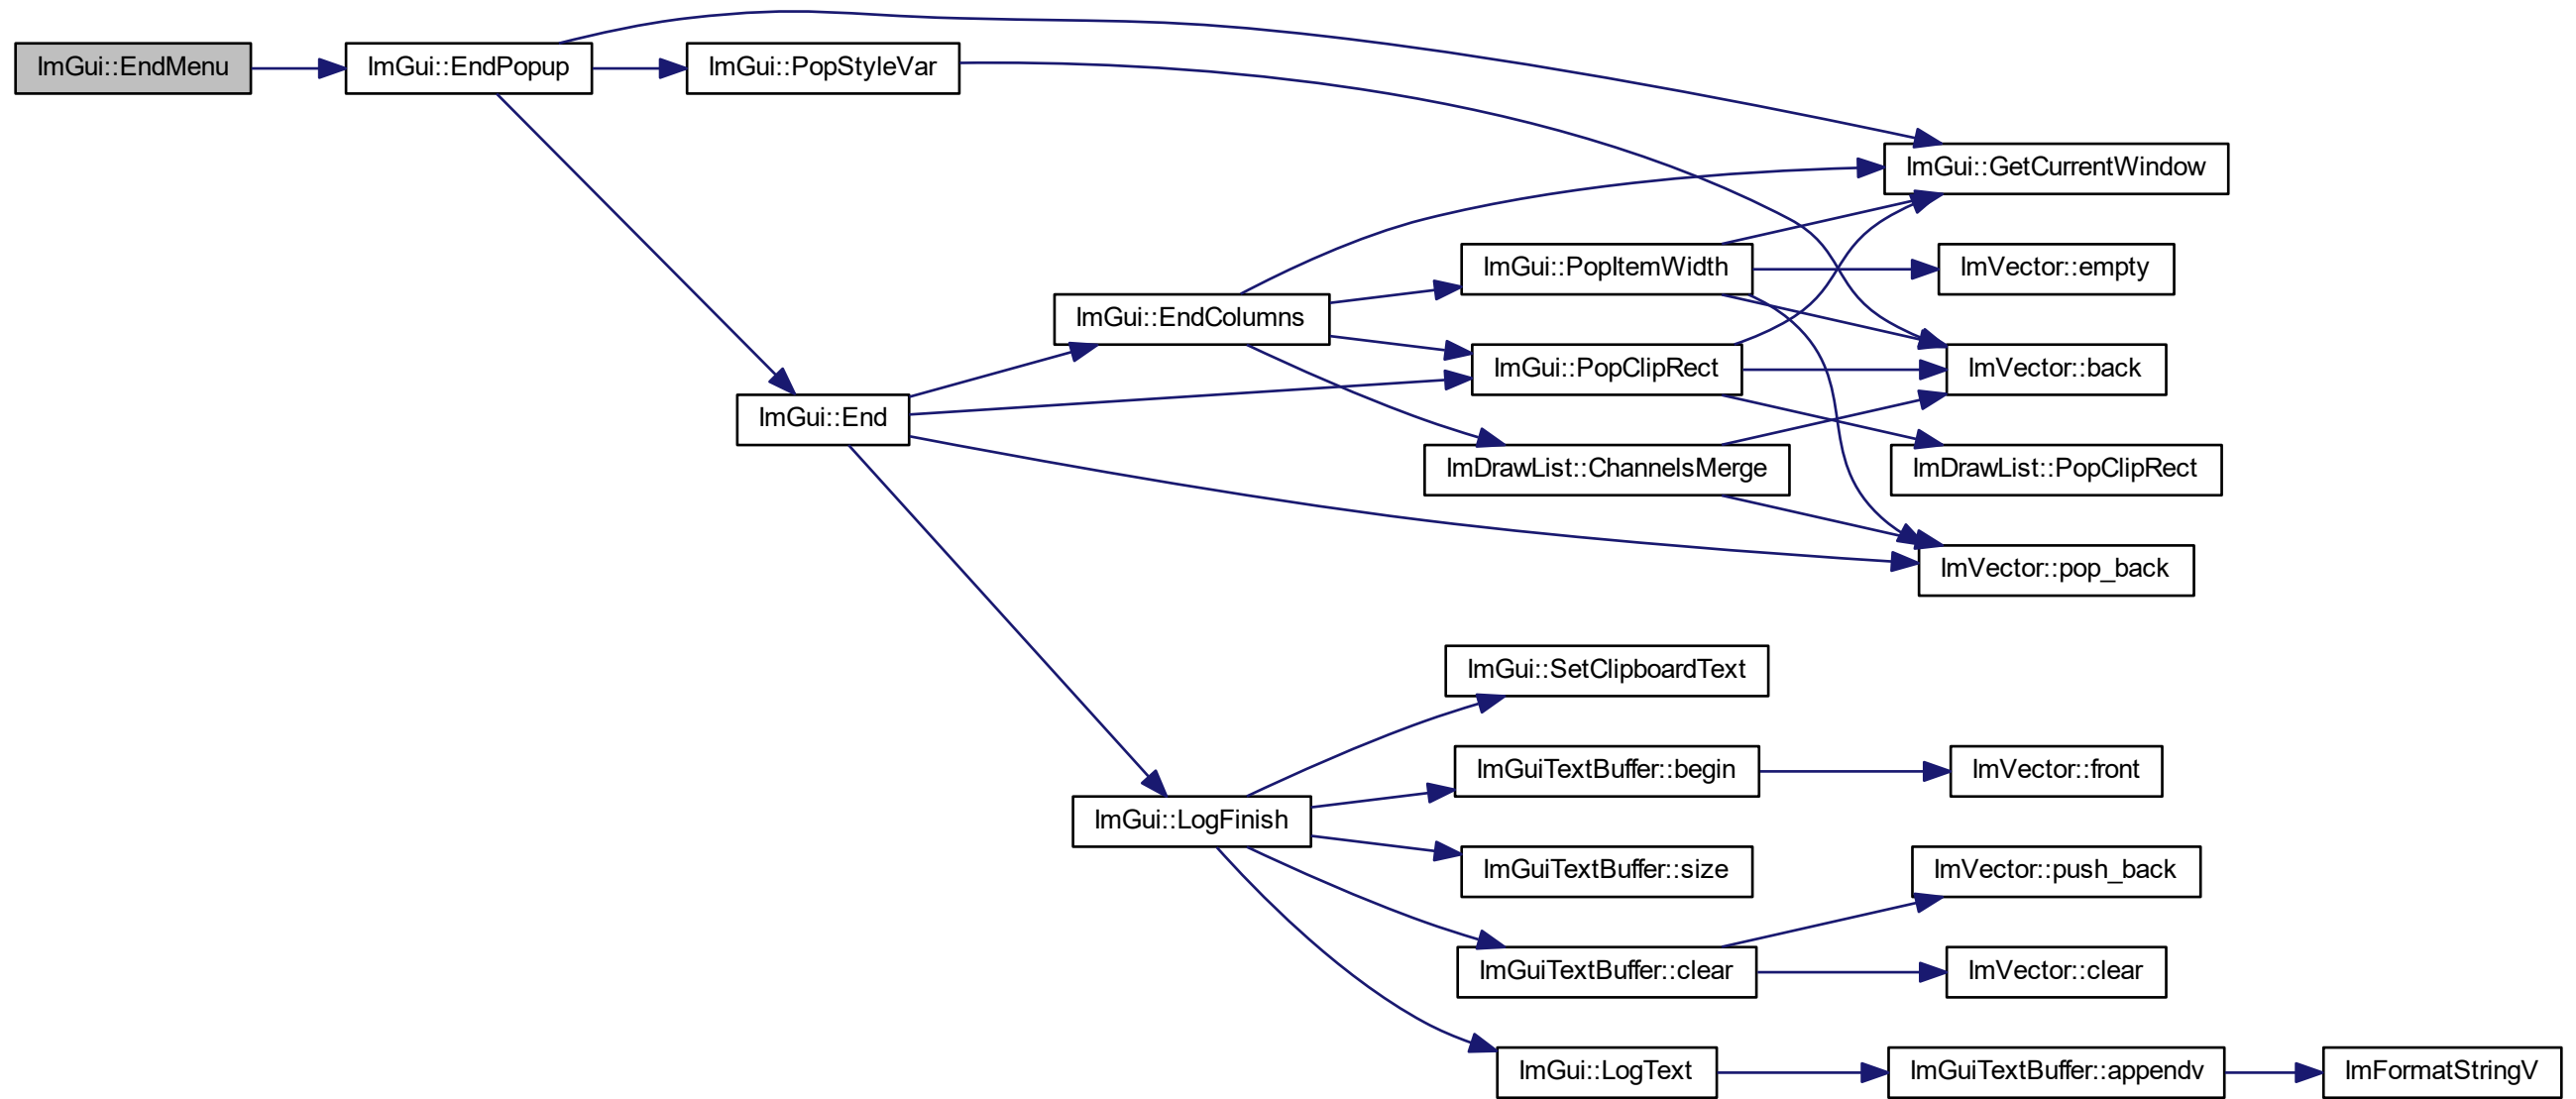 ImGui::EndMenu
ImGui::EndPopup
ImGui::PopStyleVar
ImGui::GetCurrentWindow
ImGui::PopItemWidth
ImVector::empty
ImGui::EndColumns
ImGui::PopClipRect
ImVector::back
ImGui::End
ImDrawList::ChannelsMerge
ImDrawList::PopClipRect
ImVector::pop_back
ImGui::SetClipboardText
ImGuiTextBuffer::begin
ImVector::front
ImGui::LogFinish
ImGuiTextBuffer::size
ImVector::push_back
ImGuiTextBuffer::clear
ImVector::clear
ImGui::LogText
ImGuiTextBuffer::appendv
ImFormatStringV